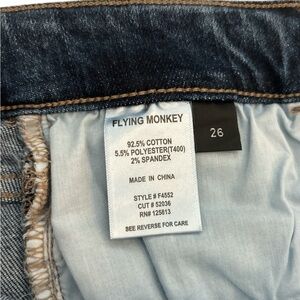 FLYING MONKEY
92.5% COTTON
5.5% POLYESTER(T400)
2% SPANDEX
MADE IN CHINA
STYLE # F4552
CUT # 52036
RN# 125813
SEE REVERSE FOR CARE
26